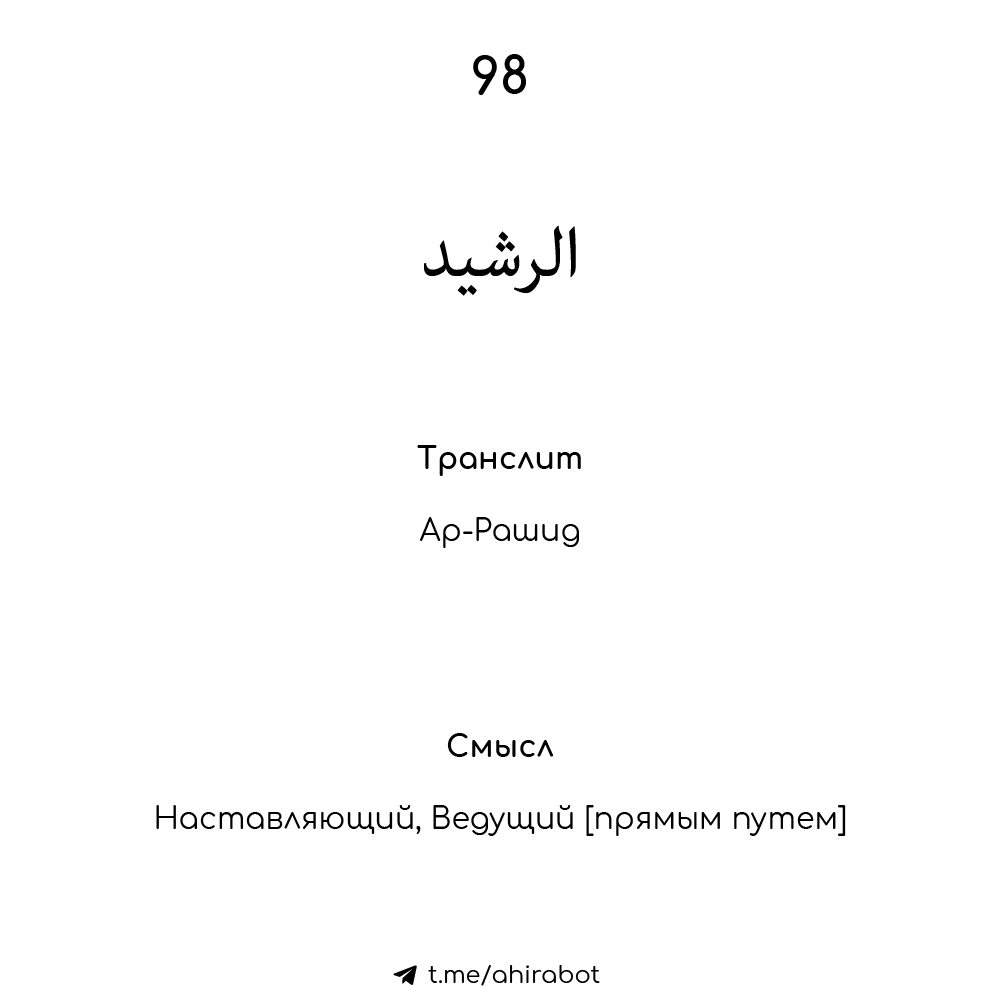 98
الرشيد
Транслит
Ар-Рашид
Смысл
Наставляющий, Ведущий [прямым путем]
t.me/ahirabot